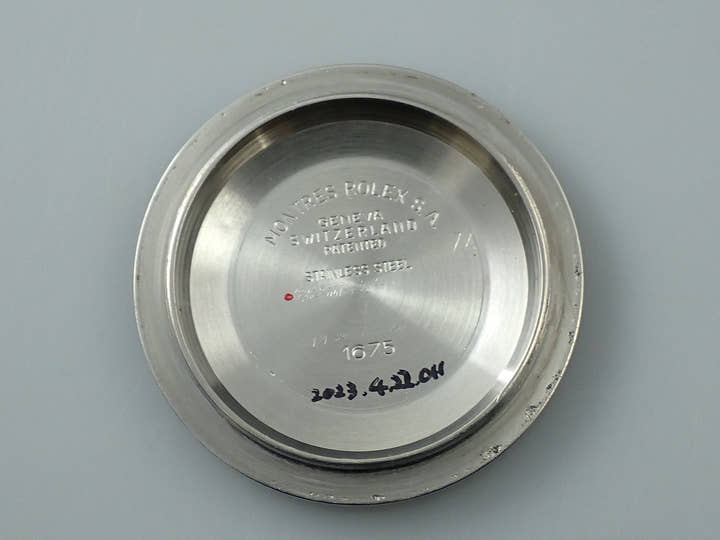 MONTRES ROLEX S.A.
GENEVA
SWITZERLAND
PATENTED
STAINLESS STEEL
1675
2023.4.22.OH